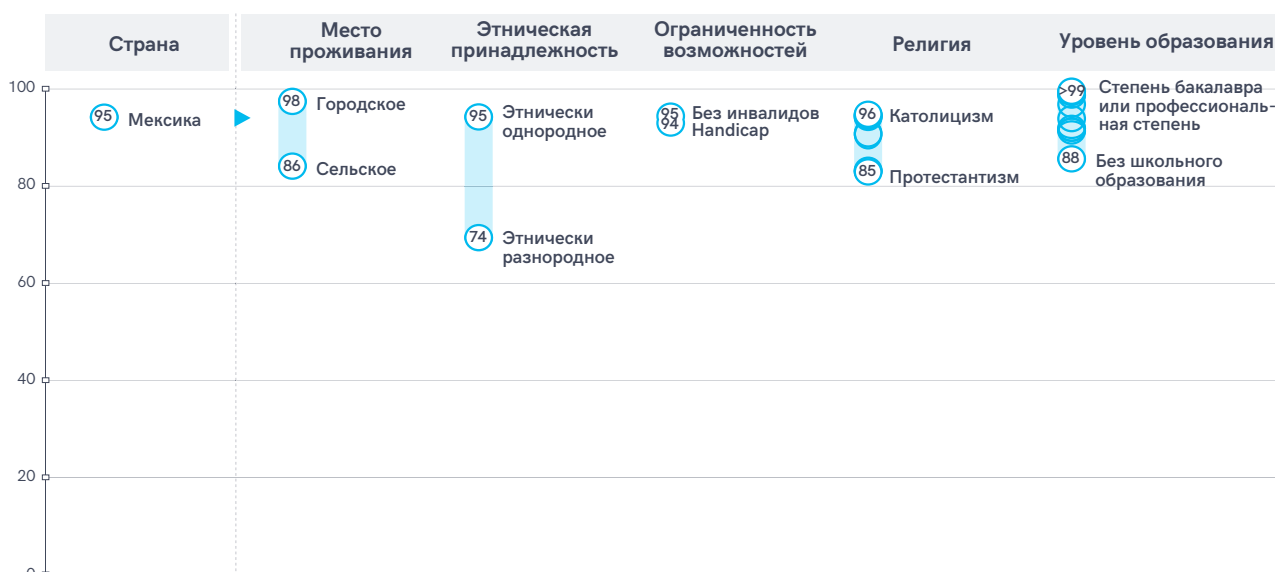 Страна
Место
проживания
Этническая
принадлежность
Ограниченность
возможностей
Религия
Уровень образования
100
80
60
40
20
0
95
Мексика
98
Городское
86
Сельское
95
Этнически
однородное
74
Этнически
разнородное
95
Без инвалидов
94
Handicap
96
Католицизм
85
Протестантизм
>99
Степень бакалавра
или профессиональ-
ная степень
88
Без школьного
образования